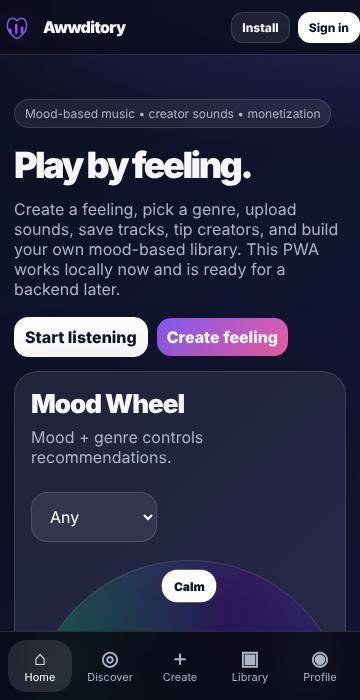 Awwditory
Install
Sign in
Mood-based music • creator sounds • monetization
Play by feeling.
Create a feeling, pick a genre, upload
sounds, save tracks, tip creators, and build
your own mood-based library. This PWA
works locally now and is ready for a
backend later.
Start listening
Create feeling
Mood Wheel
Mood + genre controls
recommendations.
Any
Calm
Home
Discover
Create
Library
Profile